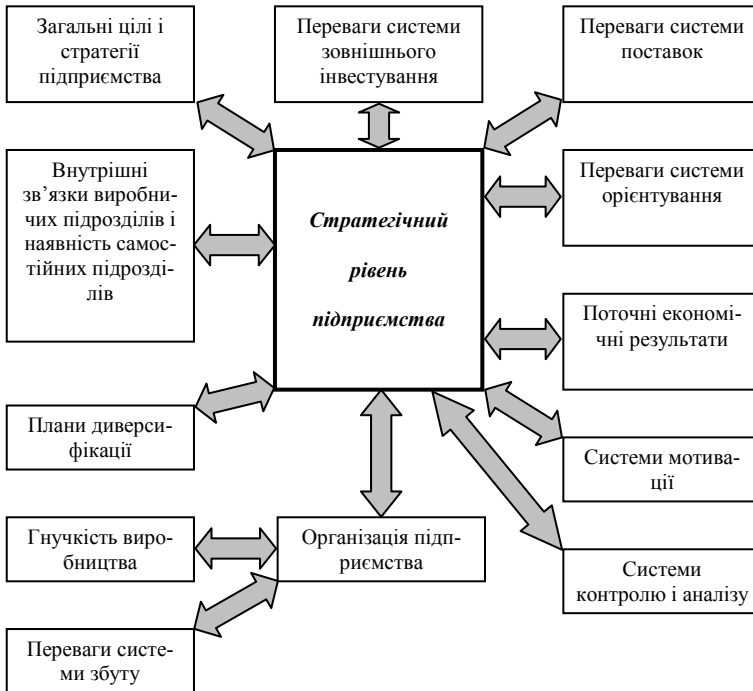 Загальні цілі і
стратегії
підприємства
Переваги системи
зовнішнього
інвестування
Переваги системи
поставок
Внутрішні
зв’язки виробни-
чих підрозділів і
наявність самос-
тійних підрозді-
лів
Стратегічний
рівень
підприємства
Переваги системи
орієнтування
Поточні економі-
чні результати
Плани диверси-
фікації
Системи мотива-
ції
Гнучкість виро-
бництва
Організація підп-
риємства
Системи
контролю і аналізу
Переваги систе-
ми збуту